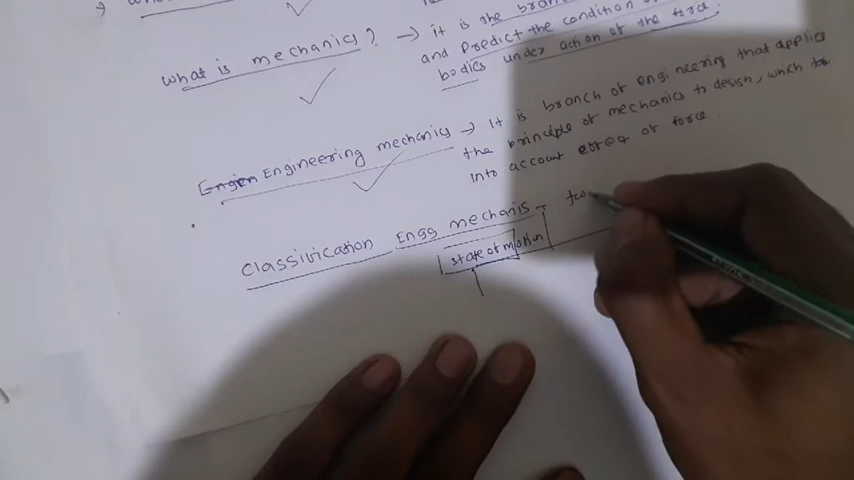 it is the branch
What is mechanics? → and Predict the condition
bodies under action of the force.
Engineering mechanics → It is branch of engineering that applies
the principle of mechanics to design, which
into account effect of force.
Classification Engg mechanis -
state of motion